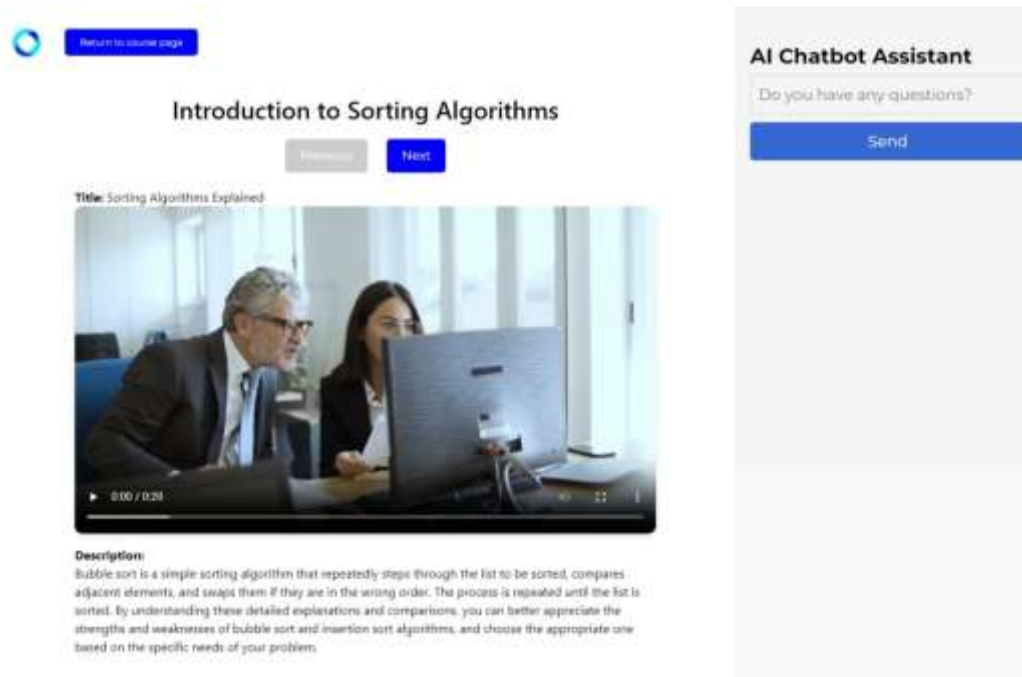 Return to course page
Introduction to Sorting Algorithms
Previous
Next
Title: Sorting Algorithms Explained
0:00 / 0:20
Description:
Bubble sort is a simple sorting algorithm that repeatedly steps through the list to be sorted, compares
adjacent elements, and swaps them if they are in the wrong order. The process is repeated until the list is
sorted. By understanding these detailed explanations and comparisons, you can better appreciate the
strengths and weaknesses of bubble sort and insertion sort algorithms, and choose the appropriate one
based on the specific needs of your problem.
AI Chatbot Assistant
Do you have any questions?
Send